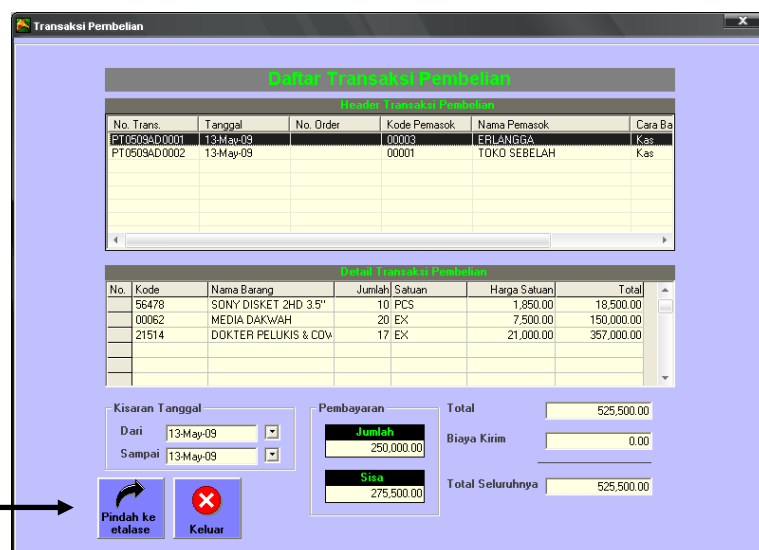 Transaksi Pembelian
X
Daftar Transaksi Pembelian
Header Transaksi Pembelian
No. Trans. Tanggal No. Order Kode Pemasok Nama Pemasok Cara Ba
PT0509AD0001 13-May-09 00003 ERLANGGA Kas
PT0509AD0002 13-May-09 00001 TOKO SEBELAH Kas
Detail Transaksi Pembelian
No. Kode Nama Barang Jumlah Satuan Harga Satuan Total
56478 SONY DISKET 2HD 3.5" 10 PCS 1,850.00 18,500.00
00062 MEDIA DAKWAH 20 EX 7,500.00 150,000.00
21514 DOKTER PELUKIS & COW 17 EX 21,000.00 357,000.00
Kisaran Tanggal
Dari 13-May-09
Sampai 13-May-09
Pembayaran
Jumlah
250,000.00
Sisa
275,500.00
Total 525,500.00
Biaya Kirim 0.00
Total Seluruhnya 525,500.00
Pindah ke
etalase
Keluar